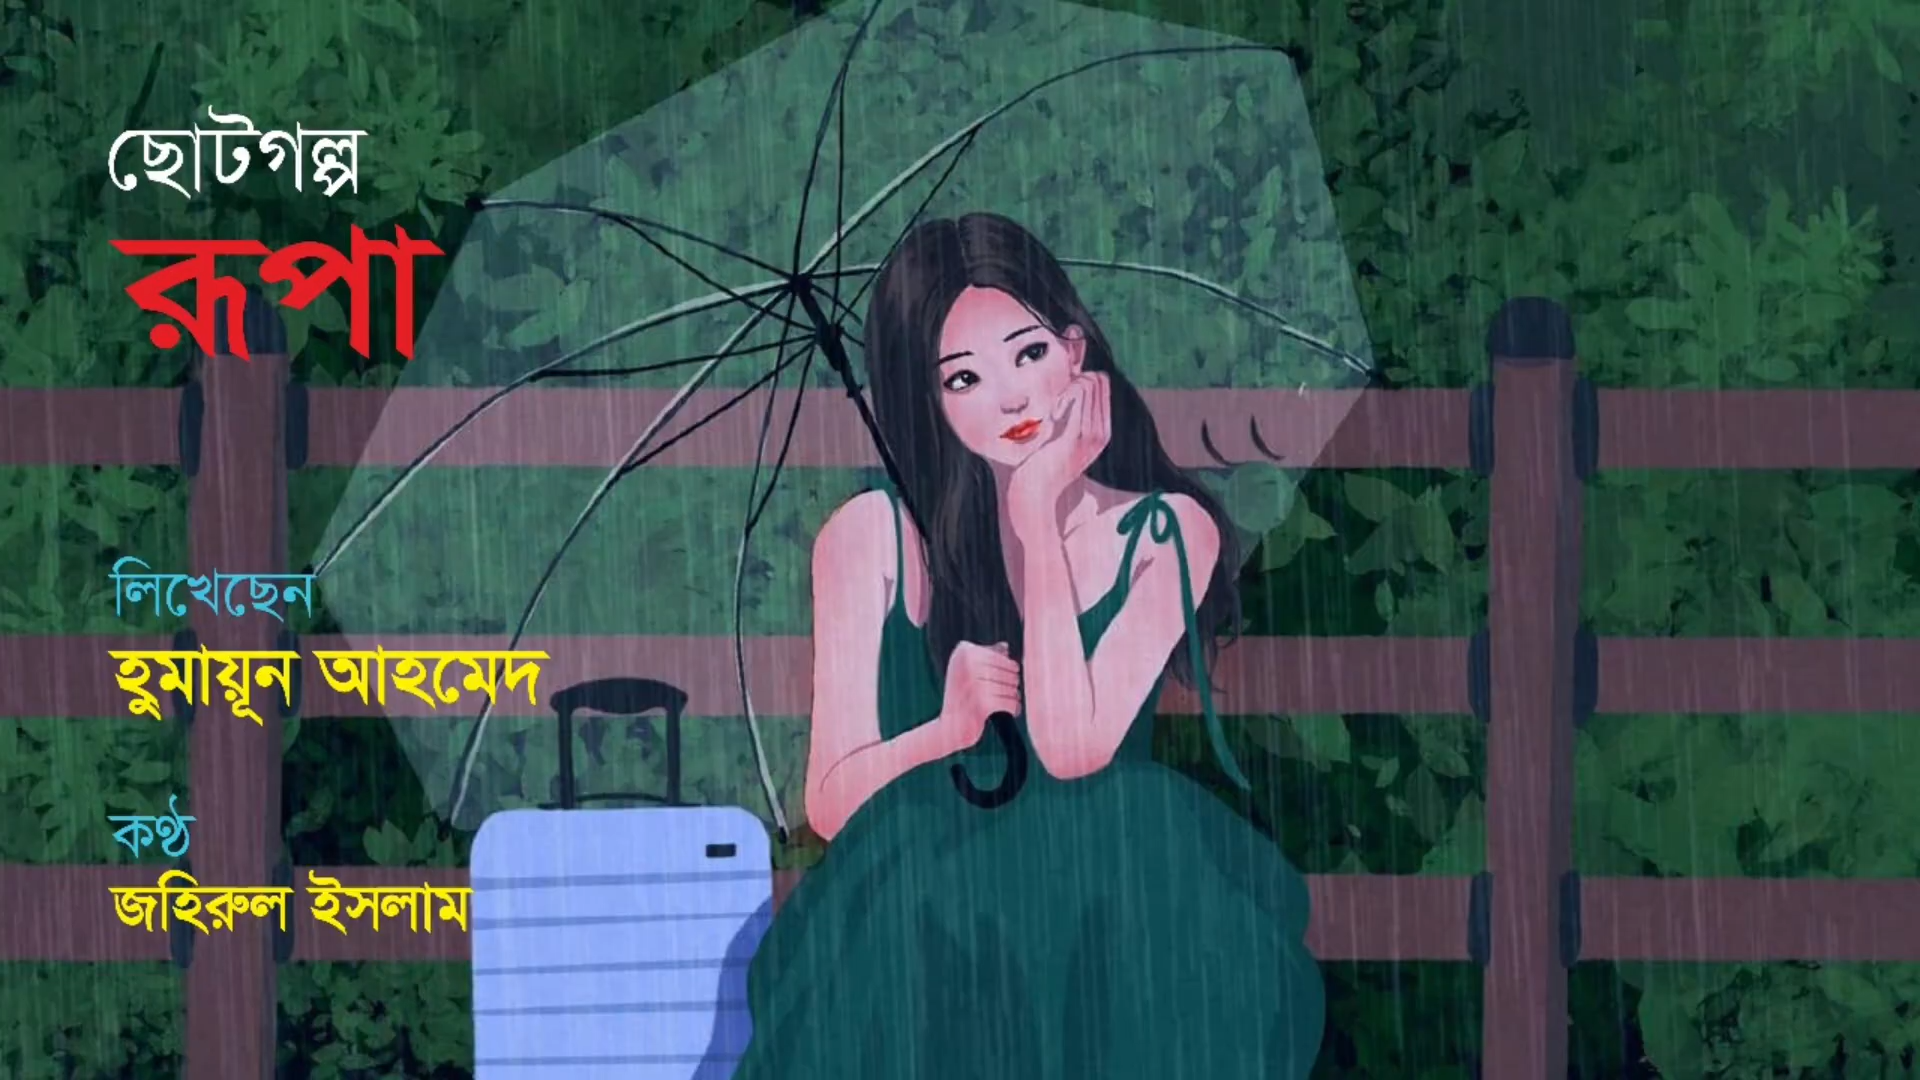 ছোটগল্প
রূপা
লিখেছেন
হুমায়ূন আহমেদ
কণ্ঠ
জহিরুল ইসলাম